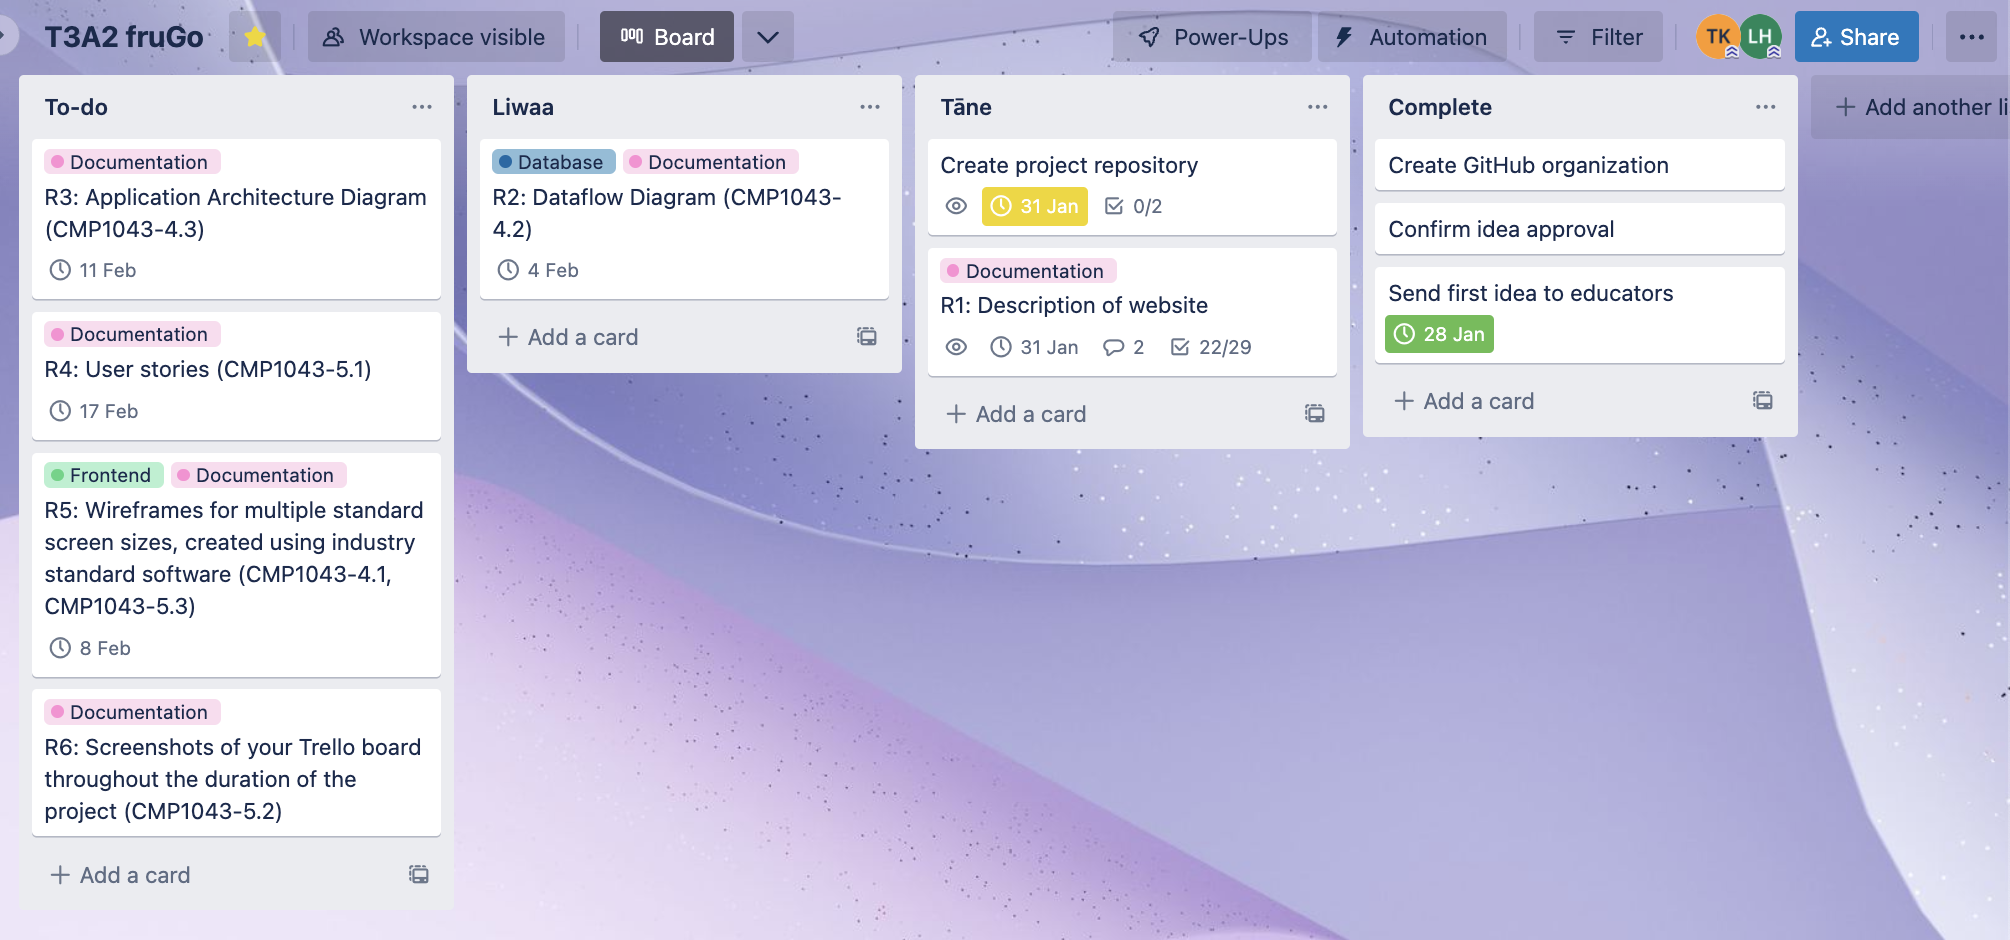 T3A2 fruGo
Workspace visible
Board
Power-Ups
Automation
Filter
TK
LH
Share
To-do
Documentation
R3: Application Architecture Diagram
(CMP1043-4.3)
11 Feb
Documentation
R4: User stories (CMP1043-5.1)
17 Feb
Frontend
Documentation
R5: Wireframes for multiple standard
screen sizes, created using industry
standard software (CMP1043-4.1,
CMP1043-5.3)
8 Feb
Documentation
R6: Screenshots of your Trello board
throughout the duration of the
project (CMP1043-5.2)
Add a card
Liwaa
Database
Documentation
R2: Dataflow Diagram (CMP1043-
4.2)
4 Feb
Add a card
Tāne
Create project repository
31 Jan
0/2
Documentation
R1: Description of website
31 Jan
2
22/29
Add a card
Complete
Create GitHub organization
Confirm idea approval
Send first idea to educators
28 Jan
Add a card
Add another li